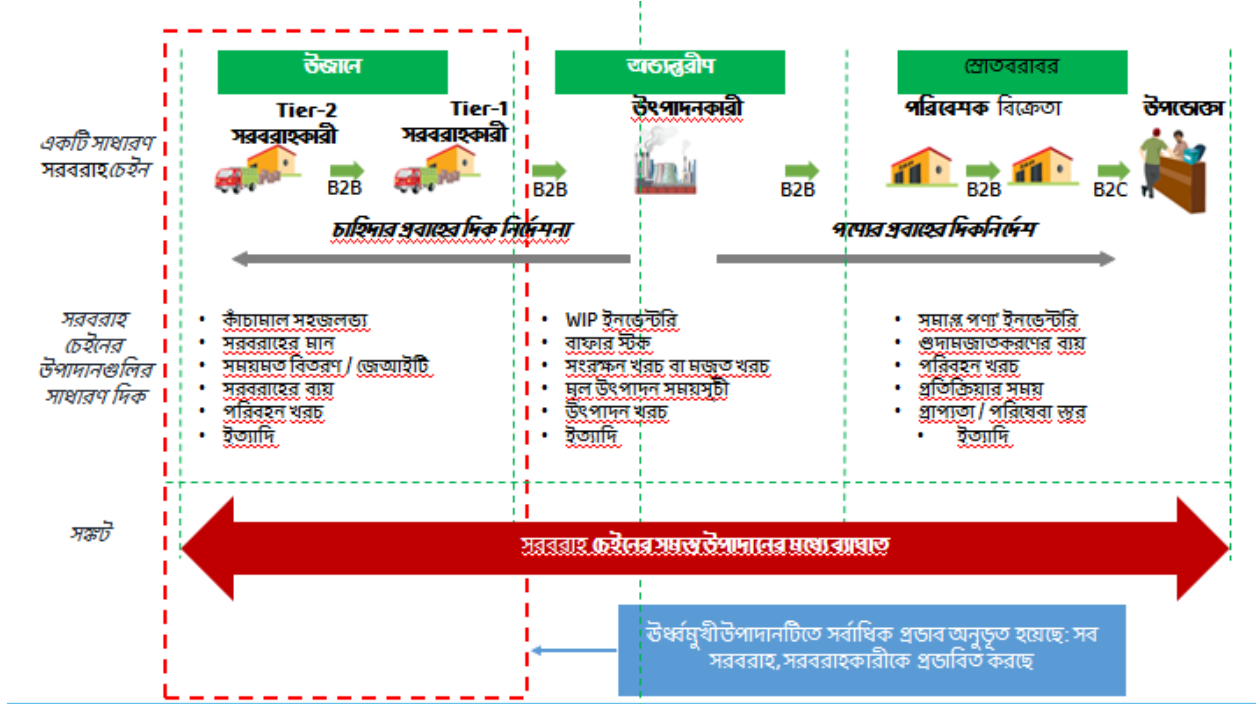 উজানে
অভ্যন্তরীণ
স্রোতবরাবর
Tier-2
সরবরাহকারী
Tier-1
সরবরাহকারী
উৎপাদনকারী
পরিবেশক বিক্রেতা
উপভোক্তা
একটি সাধারণ
সরবরাহ চেইন
B2B
B2B
B2B
B2B
B2C
চাহিদার প্রবাহের দিক নির্দেশনা
পণ্যের প্রবাহের দিকনির্দেশ
সরবরাহ
চেইনের
উপাদানগুলির
সাধারণ দিক
• কাঁচামাল সহজলভ্য
• সরবরাহের মান
• সময়মত বিতরণ / জেআইটি
• সরবরাহের ব্যয়
• পরিবহন খরচ
• ইত্যাদি
• WIP ইনভেন্টরি
• বাফার স্টক
• সংরক্ষন খরচ বা মজুত খরচ
• মূল উৎপাদন সময়সূচী
• উৎপাদন খরচ
• ইত্যাদি
• সমাপ্ত পণ্য ইনভেন্টরি
• গুদামজাতকরণের ব্যয়
• পরিবহন খরচ
• প্রতিক্রিয়ার সময়
• প্রাপ্যতা / পরিষেবা স্তর
• ইত্যাদি
সঙ্কট
সরবরাহ চেইনের সমস্ত উপাদানের মধ্যে ব্যাঘাত
ঊর্ধ্বমুখী উপাদানটিতে সর্বাধিক প্রভাব অনুভূত হয়েছে: সব
সরবরাহ, সরবরাহকারীকে প্রভাবিত করছে